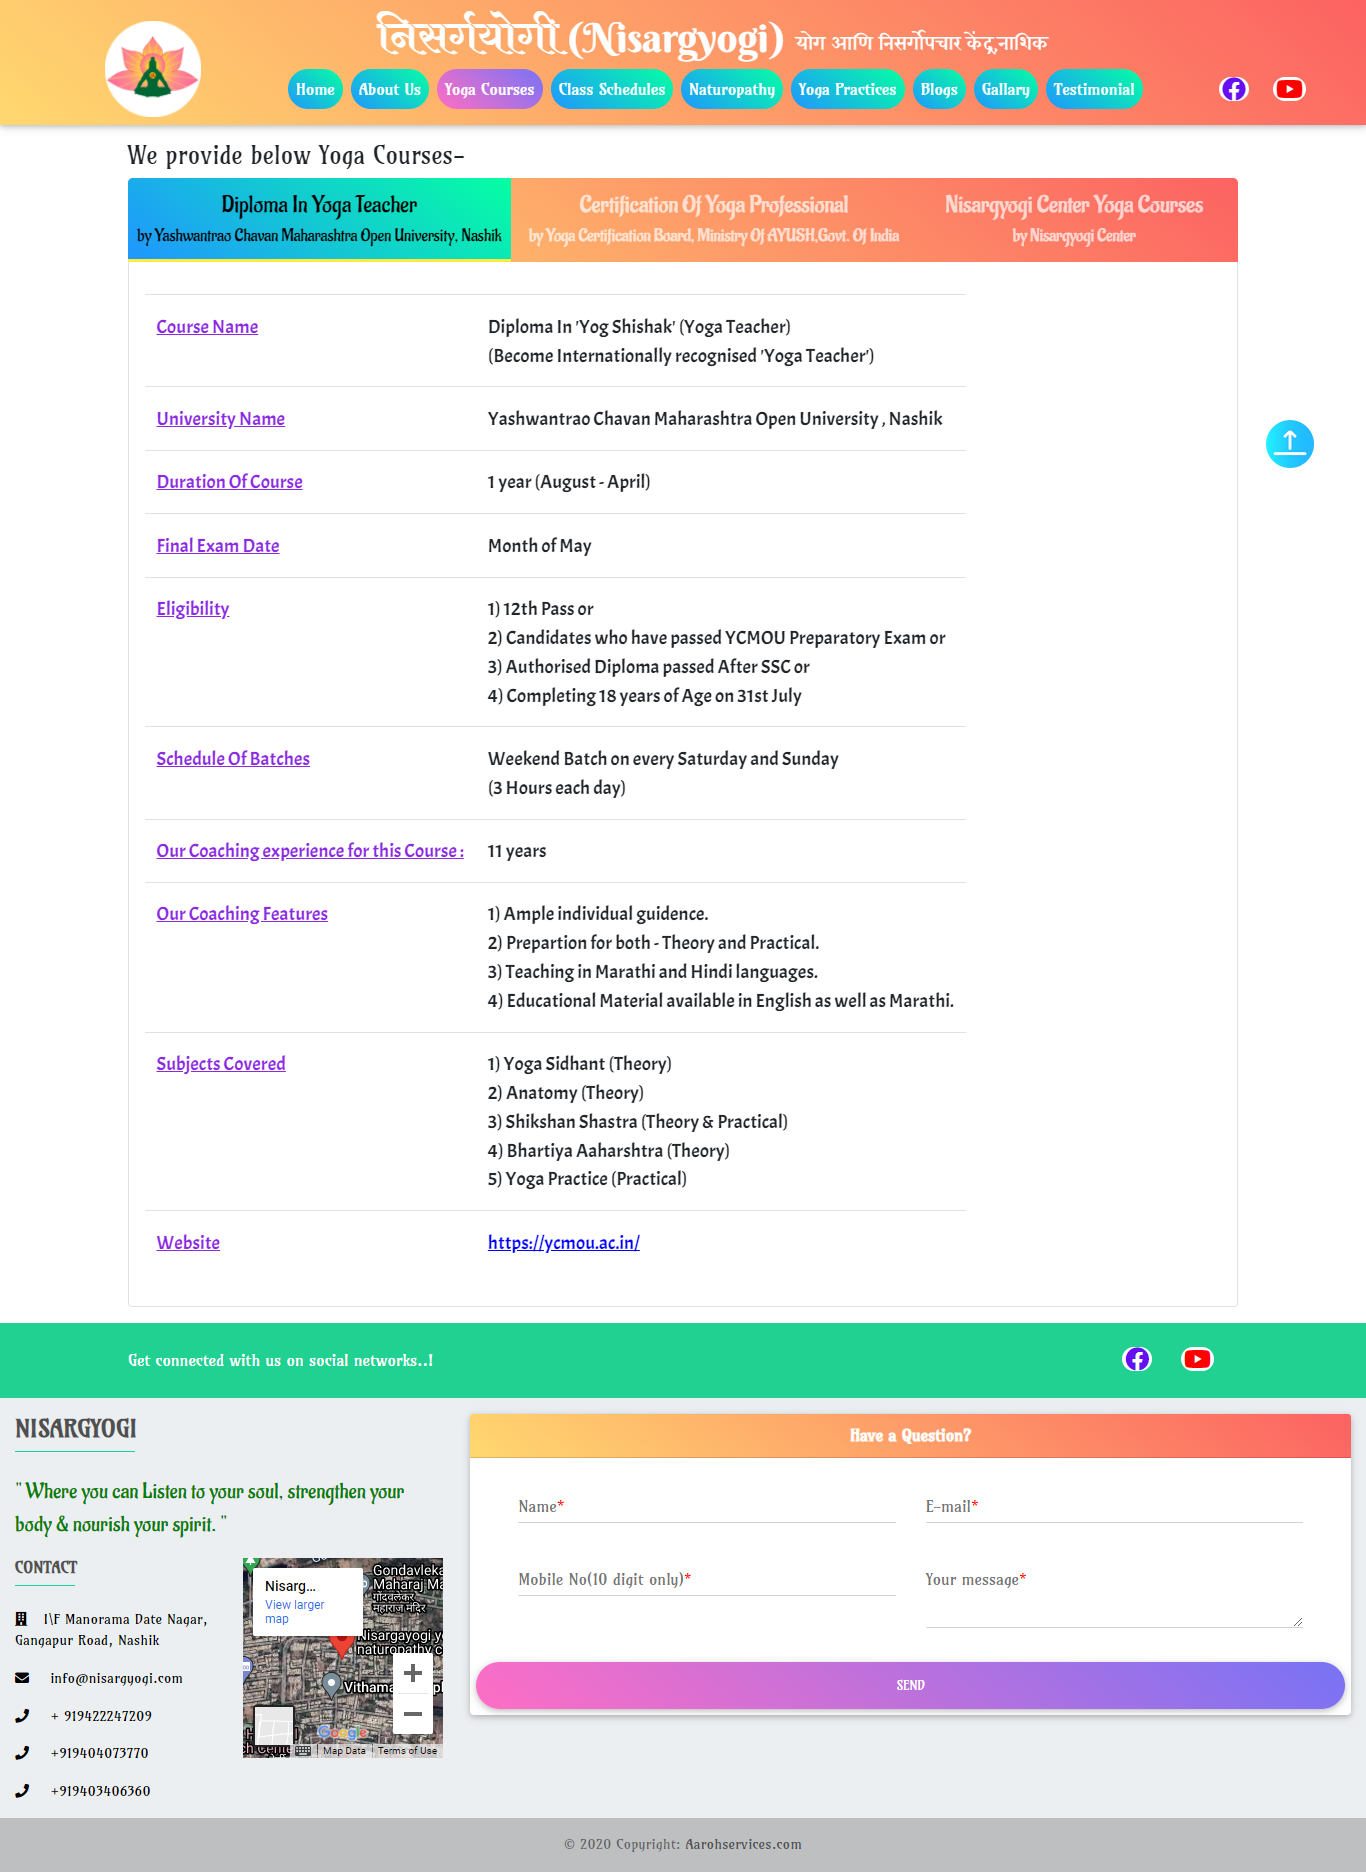 निसर्गयोगी (Nisargyogi) योग आणि निसर्गोपचार केंद्र,नाशिक
Home About Us Yoga Courses Class Schedules Naturopathy Yoga Practices Blogs Gallary Testimonial
We provide below Yoga Courses-
Diploma In Yoga Teacher
by Yashwantrao Chavan Maharashtra Open University, Nashik
Certification Of Yoga Professional
by Yoga Certification Board, Ministry Of AYUSH,Govt. Of India
Nisargyogi Center Yoga Courses
by Nisargyogi Center
Course Name
Diploma In 'Yog Shishak' (Yoga Teacher)
(Become Internationally recognised 'Yoga Teacher')
University Name
Yashwantrao Chavan Maharashtra Open University , Nashik
Duration Of Course
1 year (August - April)
Final Exam Date
Month of May
Eligibility
1) 12th Pass or
2) Candidates who have passed YCMOU Preparatory Exam or
3) Authorised Diploma passed After SSC or
4) Completing 18 years of Age on 31st July
Schedule Of Batches
Weekend Batch on every Saturday and Sunday
(3 Hours each day)
Our Coaching experience for this Course :
11 years
Our Coaching Features
1) Ample individual guidence.
2) Prepartion for both - Theory and Practical.
3) Teaching in Marathi and Hindi languages.
4) Educational Material available in English as well as Marathi.
Subjects Covered
1) Yoga Sidhant (Theory)
2) Anatomy (Theory)
3) Shikshan Shastra (Theory & Practical)
4) Bhartiya Aaharshtra (Theory)
5) Yoga Practice (Practical)
Website
https://ycmou.ac.in/
Get connected with us on social networks..!
NISARGYOGI
" Where you can Listen to your soul, strengthen your
body & nourish your spirit. "
CONTACT
1\F Manorama Date Nagar,
Gangapur Road, Nashik
info@nisargyogi.com
+ 919422247209
+919404073770
+919403406360
Nisarg...
View larger
map
Gondavleka
Maharaj Ma
गोंदवलेकर
महाराज मंदिर
Nisargayogi yo
naturopathy c
Vithama
Google
Map Data
Terms of Use
Have a Question?
Name*
E-mail*
Mobile No(10 digit only)*
Your message*
SEND
© 2020 Copyright: Aarohservices.com